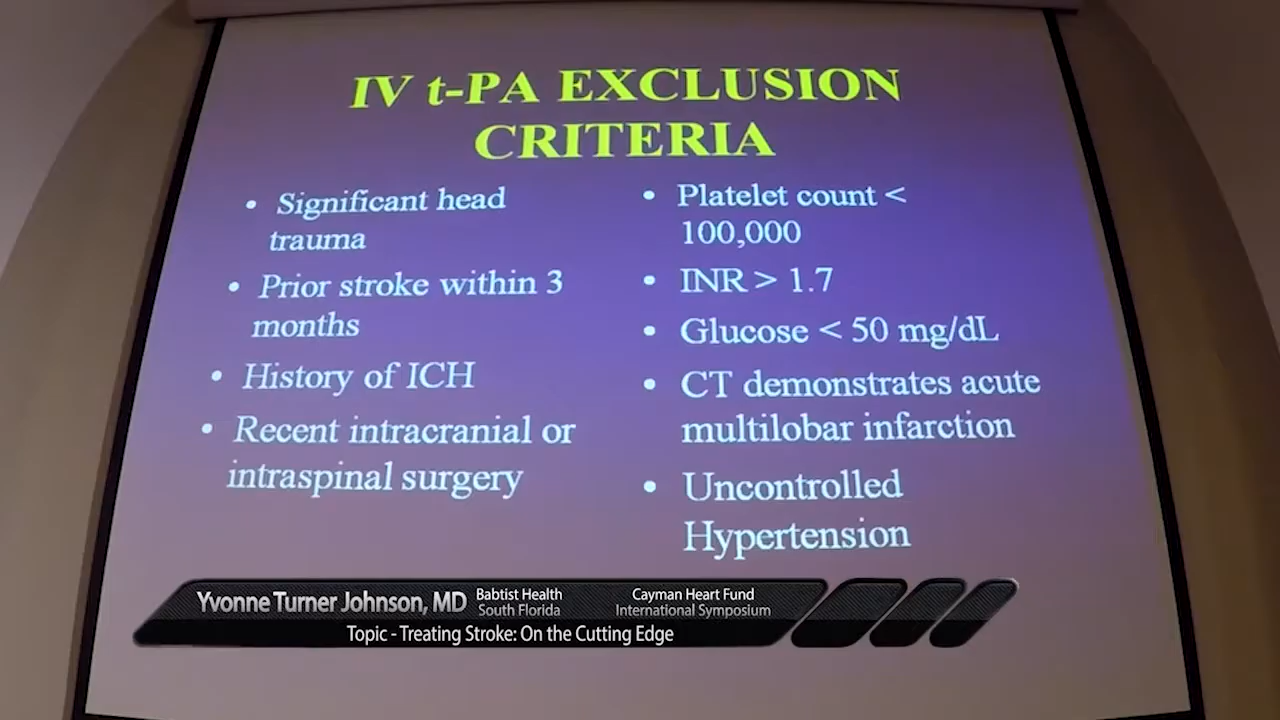 IV t-PA EXCLUSION
CRITERIA
• Significant head
trauma
• Prior stroke within 3
months
• History of ICH
• Recent intracranial or
intraspinal surgery
• Platelet count <
100,000
• INR > 1.7
• Glucose < 50 mg/dL
• CT demonstrates acute
multilobar infarction
• Uncontrolled
Hypertension
Yvonne Turner Johnson, MD
Babtist Health
South Florida
Cayman Heart Fund
International Symposium
Topic - Treating Stroke: On the Cutting Edge